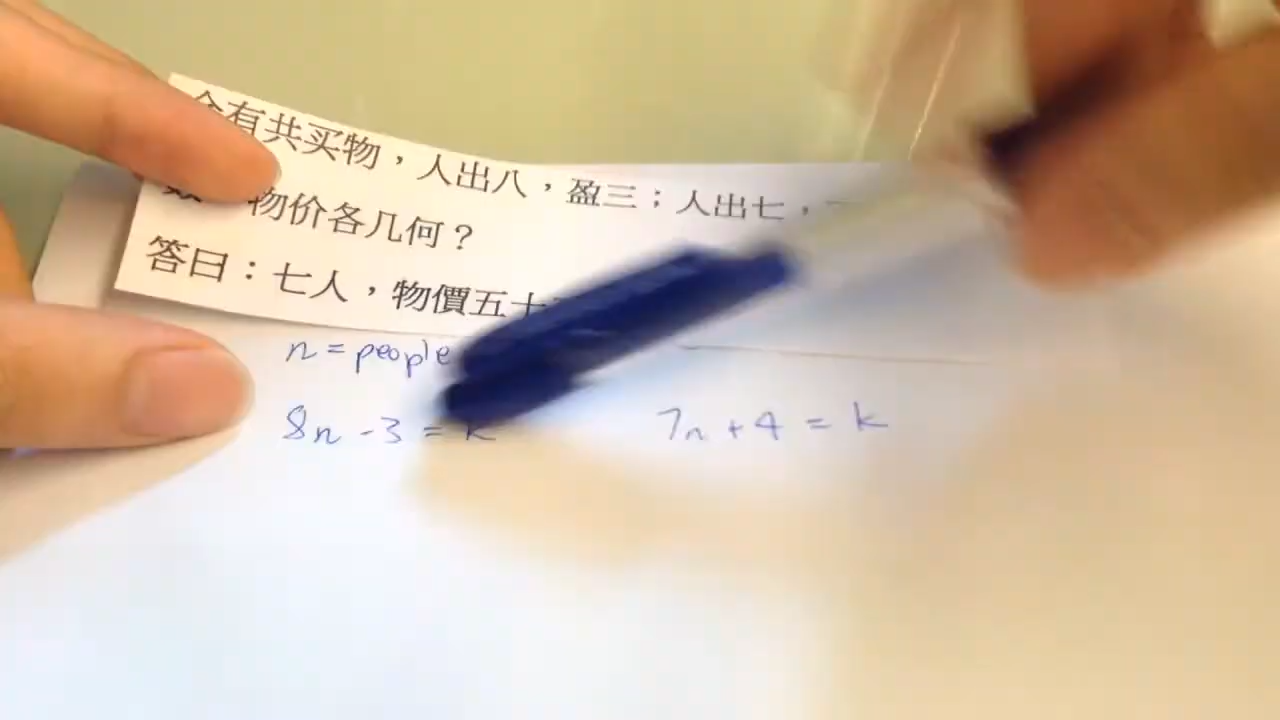 有共买物，人出八，盈三；人出七，
物价各几何？
答曰：七人，物價五十
n = people
8n - 3 = k
7n + 4 = k